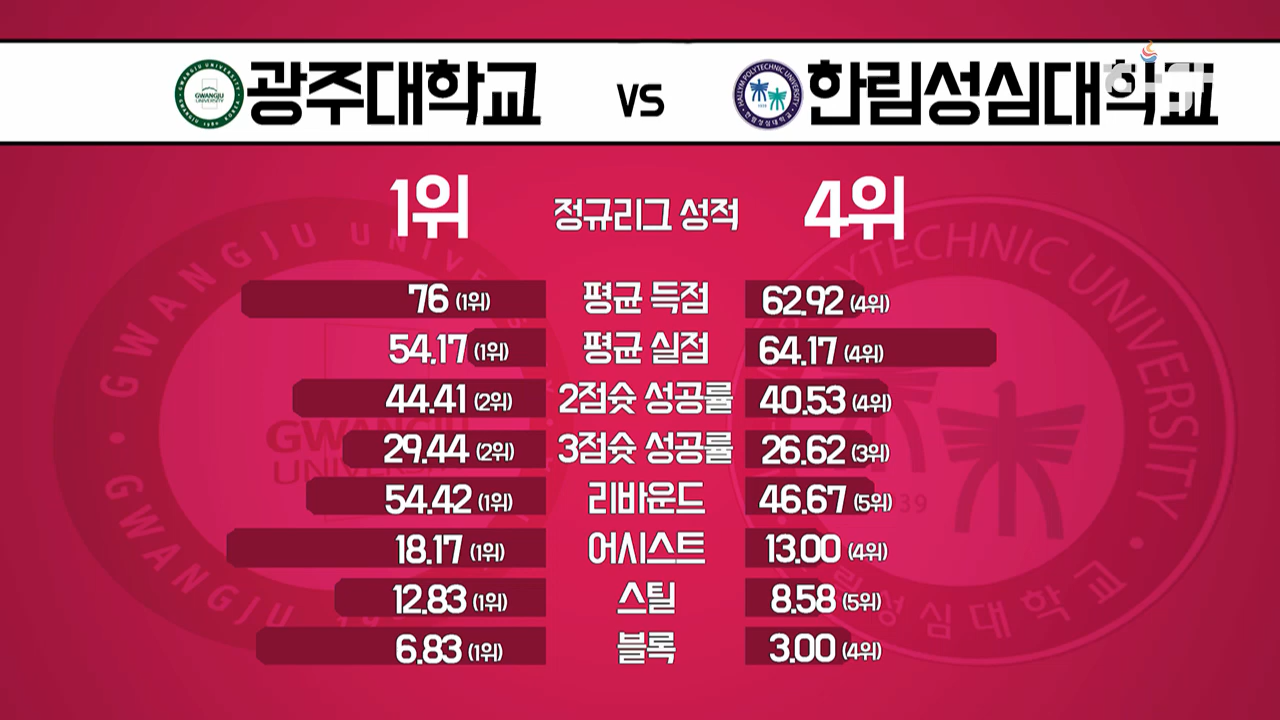 광주대학교 VS 한림성심대학교
1위 정규리그 성적 4위
76 (1위) 평균 득점 62.92 (4위)
54.17 (1위) 평균 실점 64.17 (4위)
44.41 (2위) 2점슛 성공률 40.53 (4위)
29.44 (2위) 3점슛 성공률 26.62 (3위)
54.42 (1위) 리바운드 46.67 (5위)
18.17 (1위) 어시스트 13.00 (4위)
12.83 (1위) 스틸 8.58 (5위)
6.83 (1위) 블록 3.00 (4위)
GWANGJU UNIVERSITY
HALLYM POLYTECHNIC UNIVERSITY